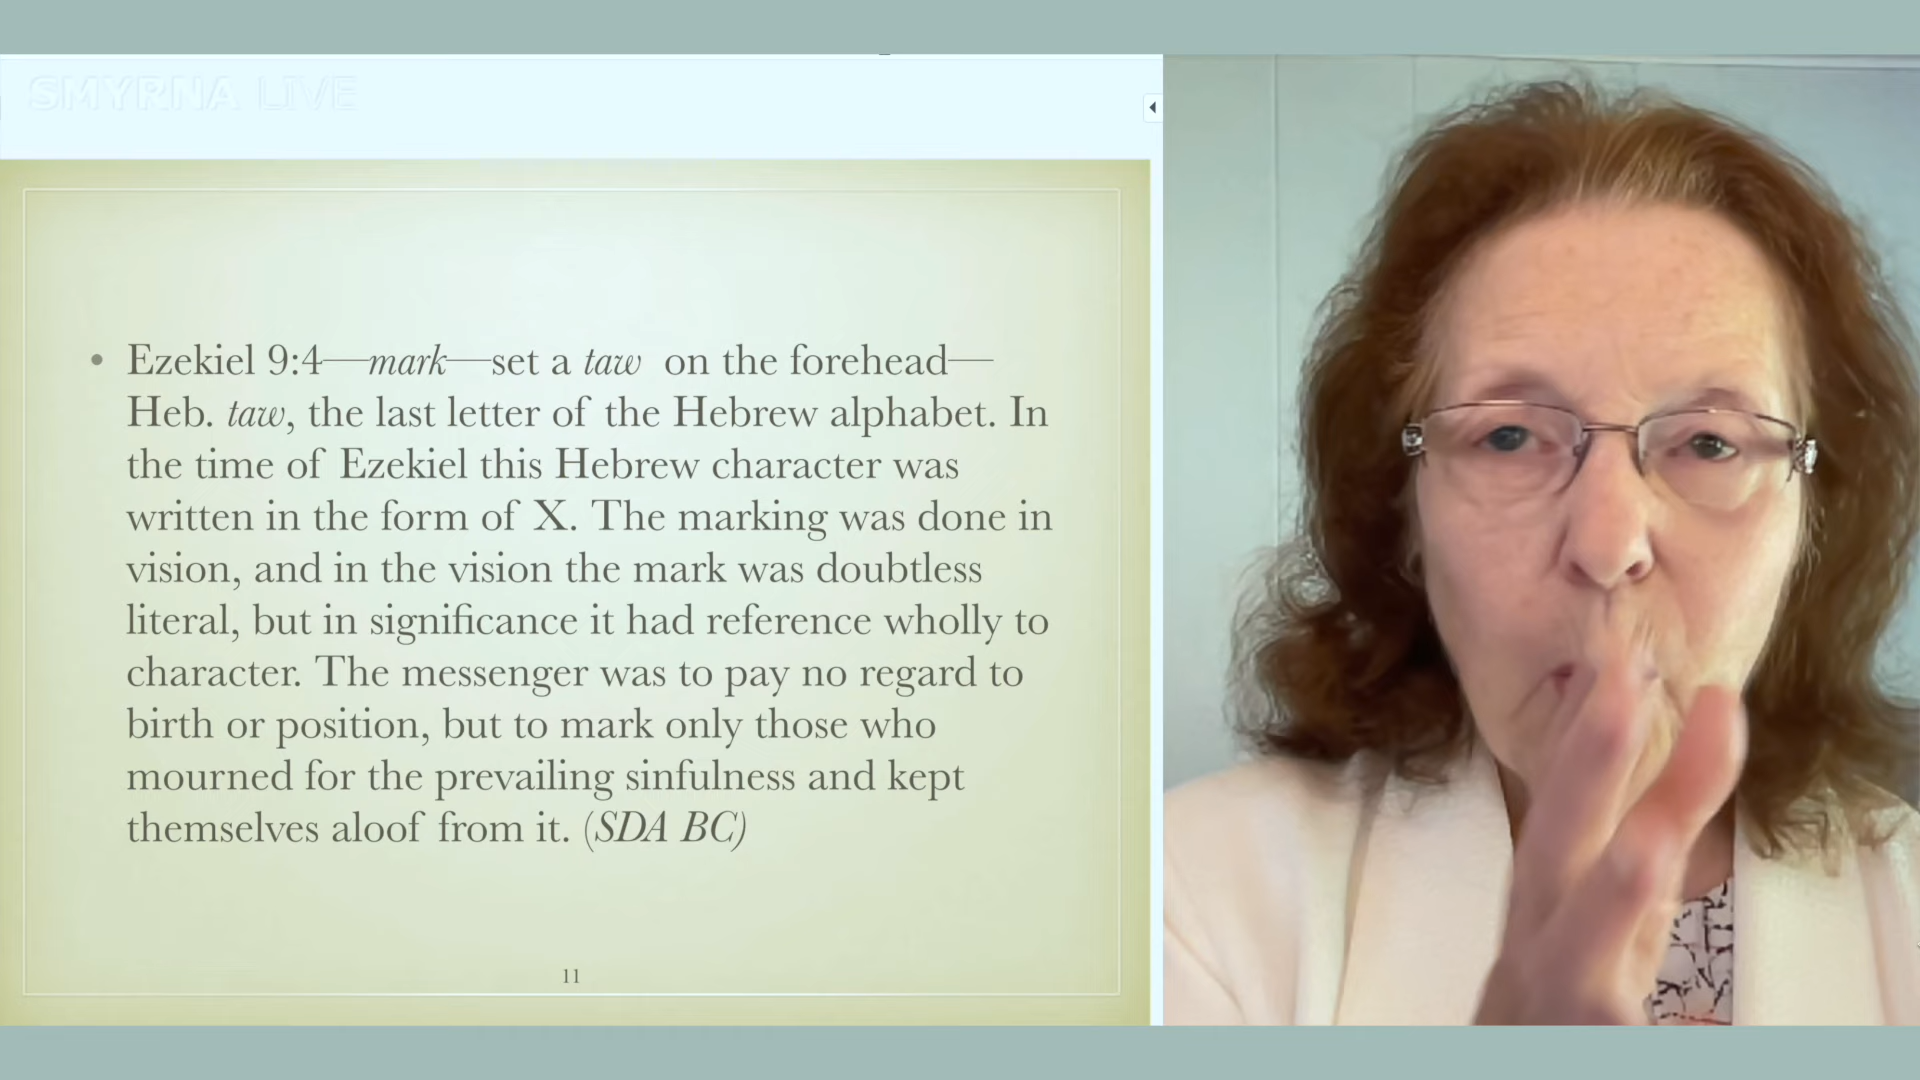 SMYRNA LIVE
• Ezekiel 9:4—mark—set a taw on the forehead—
Heb. taw, the last letter of the Hebrew alphabet. In
the time of Ezekiel this Hebrew character was
written in the form of X. The marking was done in
vision, and in the vision the mark was doubtless
literal, but in significance it had reference wholly to
character. The messenger was to pay no regard to
birth or position, but to mark only those who
mourned for the prevailing sinfulness and kept
themselves aloof from it. (SDA BC)
11